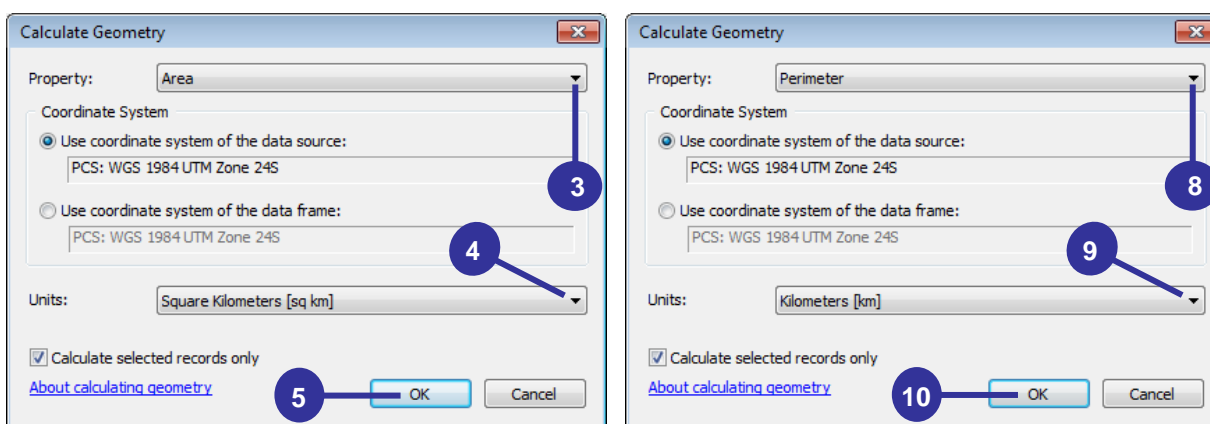 Calculate Geometry
Property: Area
Coordinate System
Use coordinate system of the data source:
PCS: WGS 1984 UTM Zone 24S
3
Use coordinate system of the data frame:
PCS: WGS 1984 UTM Zone 24S
4
Units: Square Kilometers [sq km]
Calculate selected records only
About calculating geometry
5
OK
Cancel
Calculate Geometry
Property: Perimeter
Coordinate System
Use coordinate system of the data source:
PCS: WGS 1984 UTM Zone 24S
8
Use coordinate system of the data frame:
PCS: WGS 1984 UTM Zone 24S
9
Units: Kilometers [km]
Calculate selected records only
About calculating geometry
10
OK
Cancel